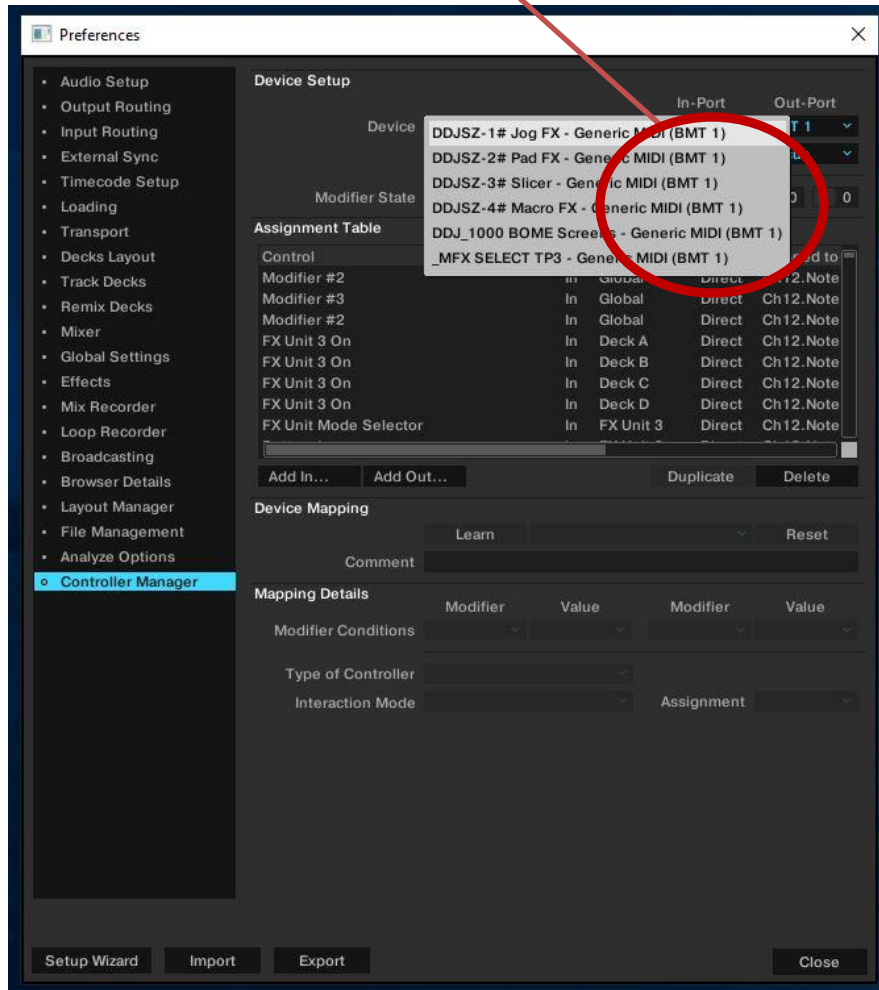 Preferences
Audio Setup
Output Routing
Input Routing
External Sync
Timecode Setup
Loading
Transport
Decks Layout
Track Decks
Remix Decks
Mixer
Global Settings
Effects
Mix Recorder
Loop Recorder
Broadcasting
Browser Details
Layout Manager
File Management
Analyze Options
Controller Manager
Device Setup
In-Port Out-Port
Device
T 1
DDJSZ-1# Jog FX - Generic MIDI (BMT 1)
DDJSZ-2# Pad FX - Generic MIDI (BMT 1)
DDJSZ-3# Slicer - Generic MIDI (BMT 1)
DDJSZ-4# Macro FX - Generic MIDI (BMT 1)
DDJ_1000 BOME Screens - Generic MIDI (BMT 1)
_MFX SELECT TP3 - Generic MIDI (BMT 1)
Modifier State 0
Assignment Table
Control ed to
Modifier #2 In Global Direct Ch12.Note
Modifier #3 In Global Direct Ch12.Note
Modifier #2 In Global Direct Ch12.Note
FX Unit 3 On In Deck A Direct Ch12.Note
FX Unit 3 On In Deck B Direct Ch12.Note
FX Unit 3 On In Deck C Direct Ch12.Note
FX Unit 3 On In Deck D Direct Ch12.Note
FX Unit Mode Selector In FX Unit 3 Direct Ch12.Note
Add In... Add Out... Duplicate Delete
Device Mapping
Learn Reset
Comment
Mapping Details
Modifier Value Modifier Value
Modifier Conditions
Type of Controller
Interaction Mode Assignment
Setup Wizard Import Export Close